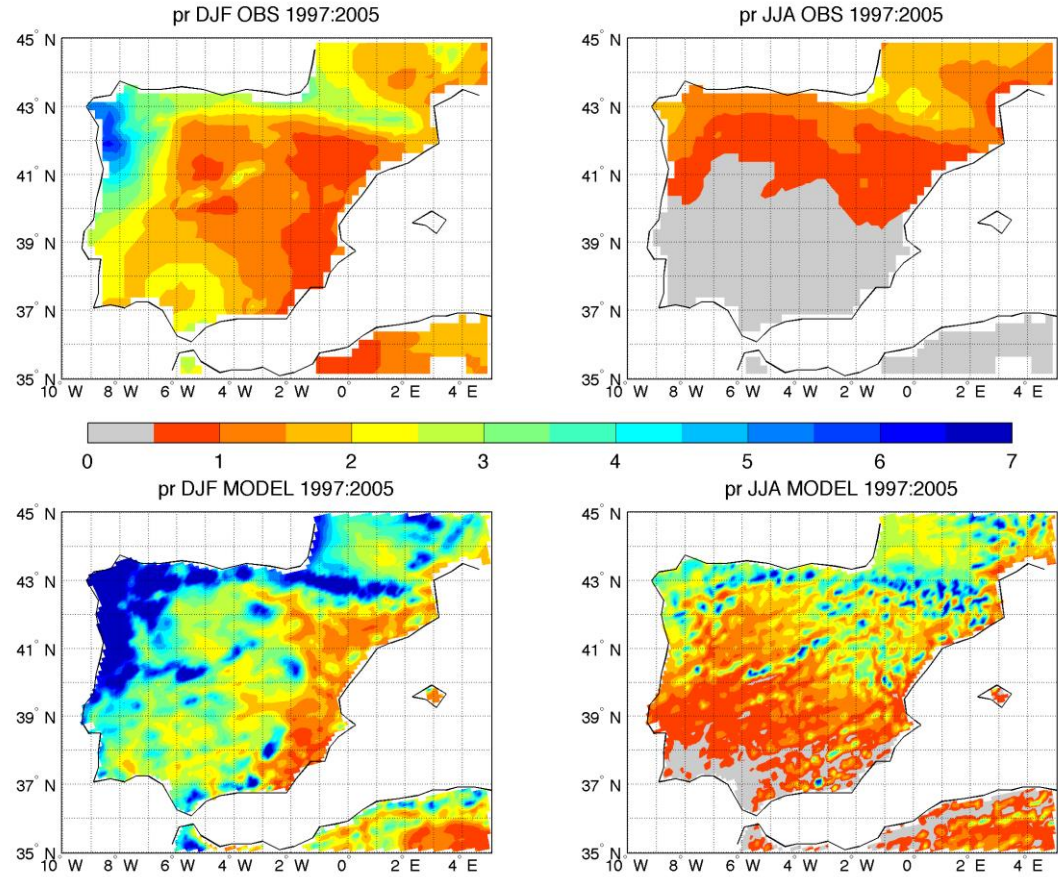 pr DJF OBS 1997:2005
pr JJA OBS 1997:2005
45° N
43° N
41° N
39° N
37° N
35° N
10° W 8° W 6° W 4° W 2° W 0° 2° E 4° E
45° N
43° N
41° N
39° N
37° N
35° N
10° W 8° W 6° W 4° W 2° W 0° 2° E 4° E
0 1 2 3 4 5 6 7
pr DJF MODEL 1997:2005
pr JJA MODEL 1997:2005
45° N
43° N
41° N
39° N
37° N
35° N
10° W 8° W 6° W 4° W 2° W 0° 2° E 4° E
45° N
43° N
41° N
39° N
37° N
35° N
10° W 8° W 6° W 4° W 2° W 0° 2° E 4° E